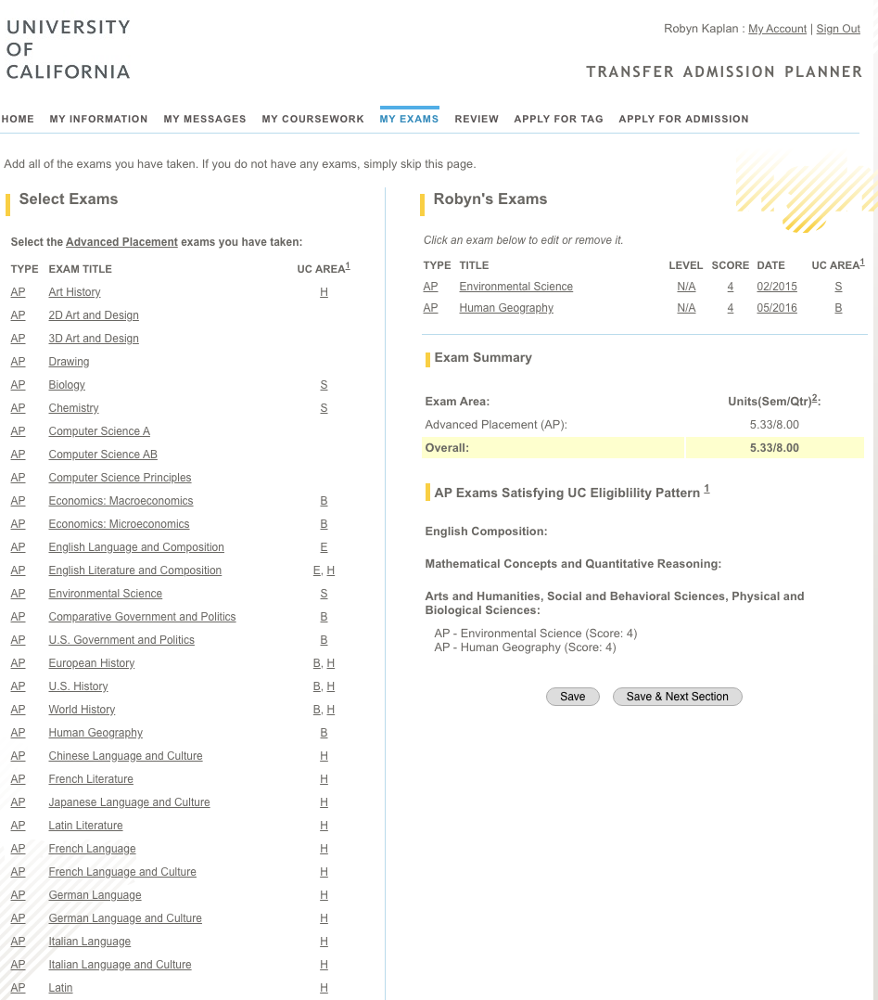 UNIVERSITY
OF
CALIFORNIA
Robyn Kaplan : My Account | Sign Out
TRANSFER ADMISSION PLANNER
HOME MY INFORMATION MY MESSAGES MY COURSEWORK MY EXAMS REVIEW APPLY FOR TAG APPLY FOR ADMISSION
Add all of the exams you have taken. If you do not have any exams, simply skip this page.
Select Exams
Select the Advanced Placement exams you have taken:
TYPE EXAM TITLE UC AREA1
AP Art History H
AP 2D Art and Design
AP 3D Art and Design
AP Drawing
AP Biology S
AP Chemistry S
AP Computer Science A
AP Computer Science AB
AP Computer Science Principles
AP Economics: Macroeconomics B
AP Economics: Microeconomics B
AP English Language and Composition E
AP English Literature and Composition E, H
AP Environmental Science S
AP Comparative Government and Politics B
AP U.S. Government and Politics B
AP European History B, H
AP U.S. History B, H
AP World History B, H
AP Human Geography B
AP Chinese Language and Culture H
AP French Literature H
AP Japanese Language and Culture H
AP Latin Literature H
AP French Language H
AP French Language and Culture H
AP German Language H
AP German Language and Culture H
AP Italian Language H
AP Italian Language and Culture H
AP Latin H
Robyn's Exams
Click an exam below to edit or remove it.
TYPE TITLE LEVEL SCORE DATE UC AREA1
AP Environmental Science N/A 4 02/2015 S
AP Human Geography N/A 4 05/2016 B
Exam Summary
Exam Area: Units(Sem/Qtr)2:
Advanced Placement (AP): 5.33/8.00
Overall: 5.33/8.00
AP Exams Satisfying UC Eligiblility Pattern 1
English Composition:
Mathematical Concepts and Quantitative Reasoning:
Arts and Humanities, Social and Behavioral Sciences, Physical and
Biological Sciences:
AP - Environmental Science (Score: 4)
AP - Human Geography (Score: 4)
Save Save & Next Section